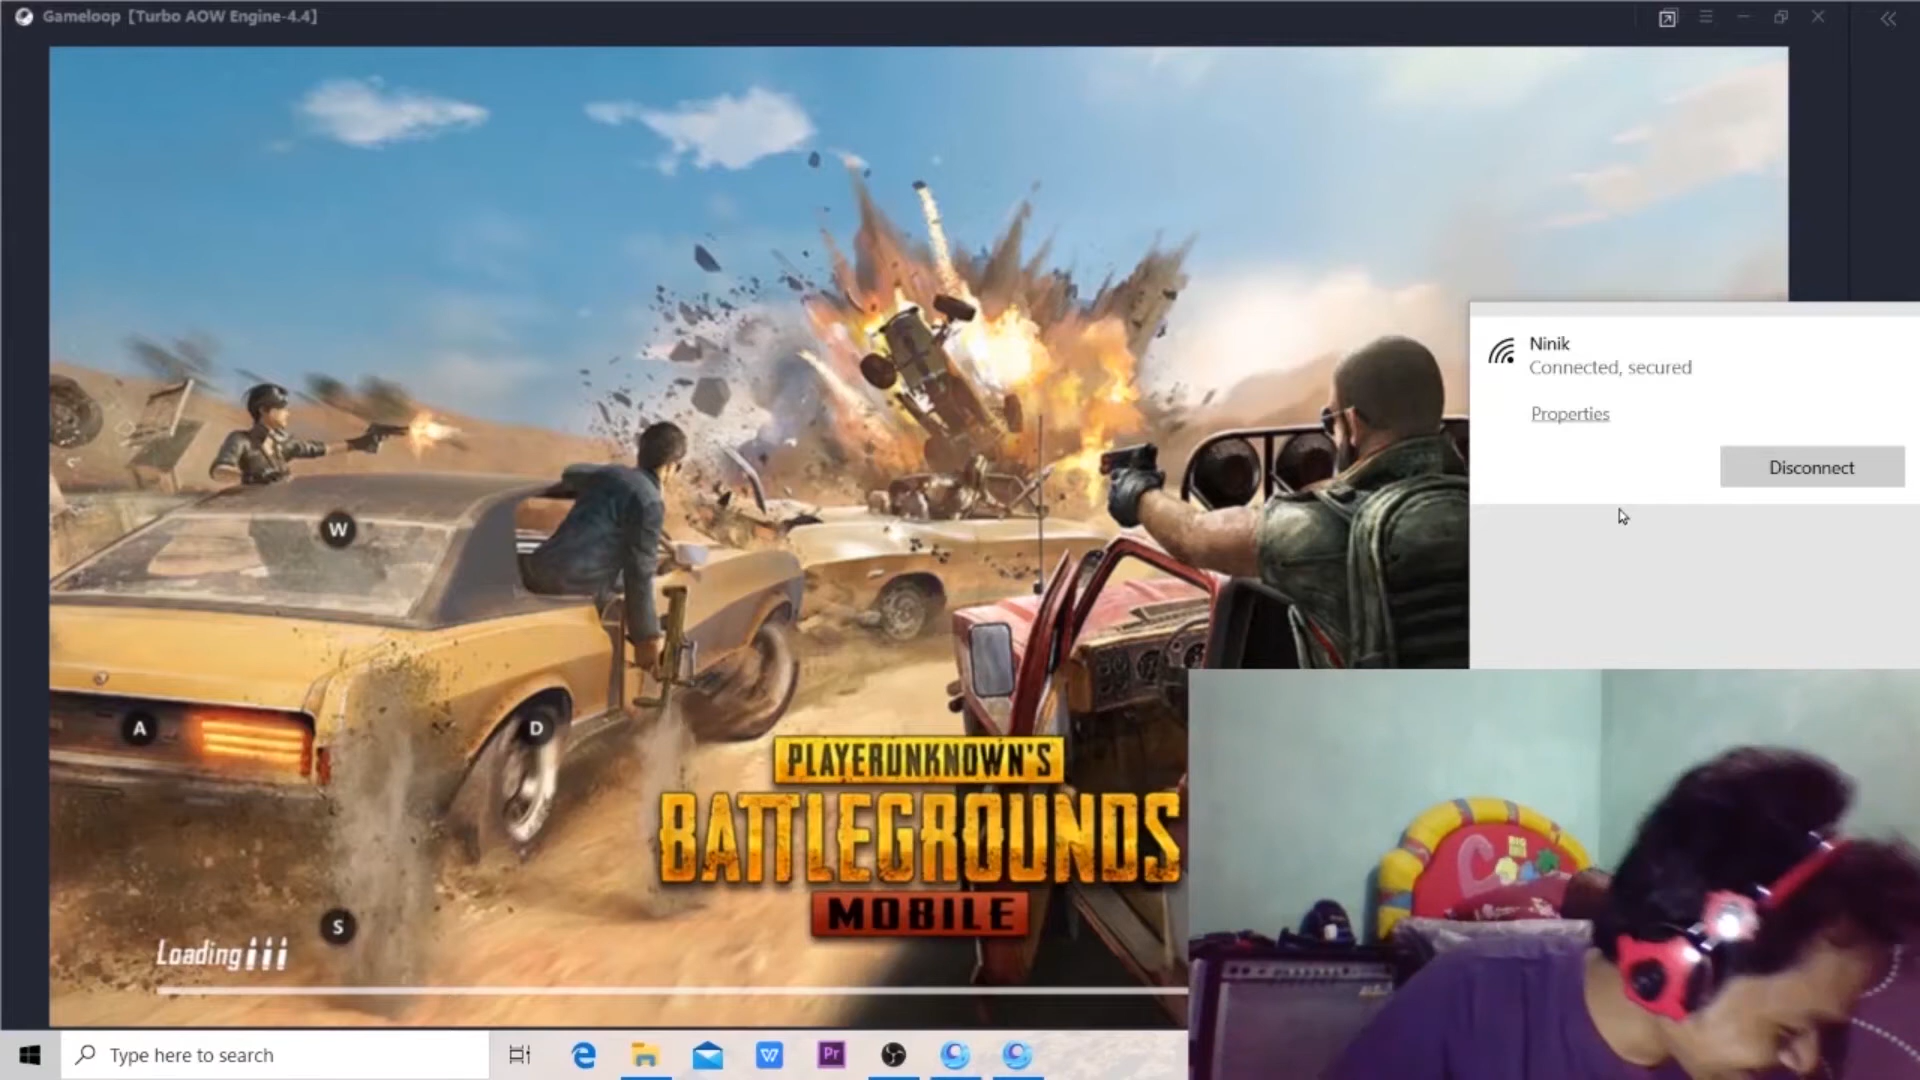 Gameloop [Turbo AOW Engine-4.4]
Ninik
Connected, secured
Properties
Disconnect
W
A
D
S
PLAYERUNKNOWN'S
BATTLEGROUNDS
MOBILE
Loading
Type here to search
W
Pr